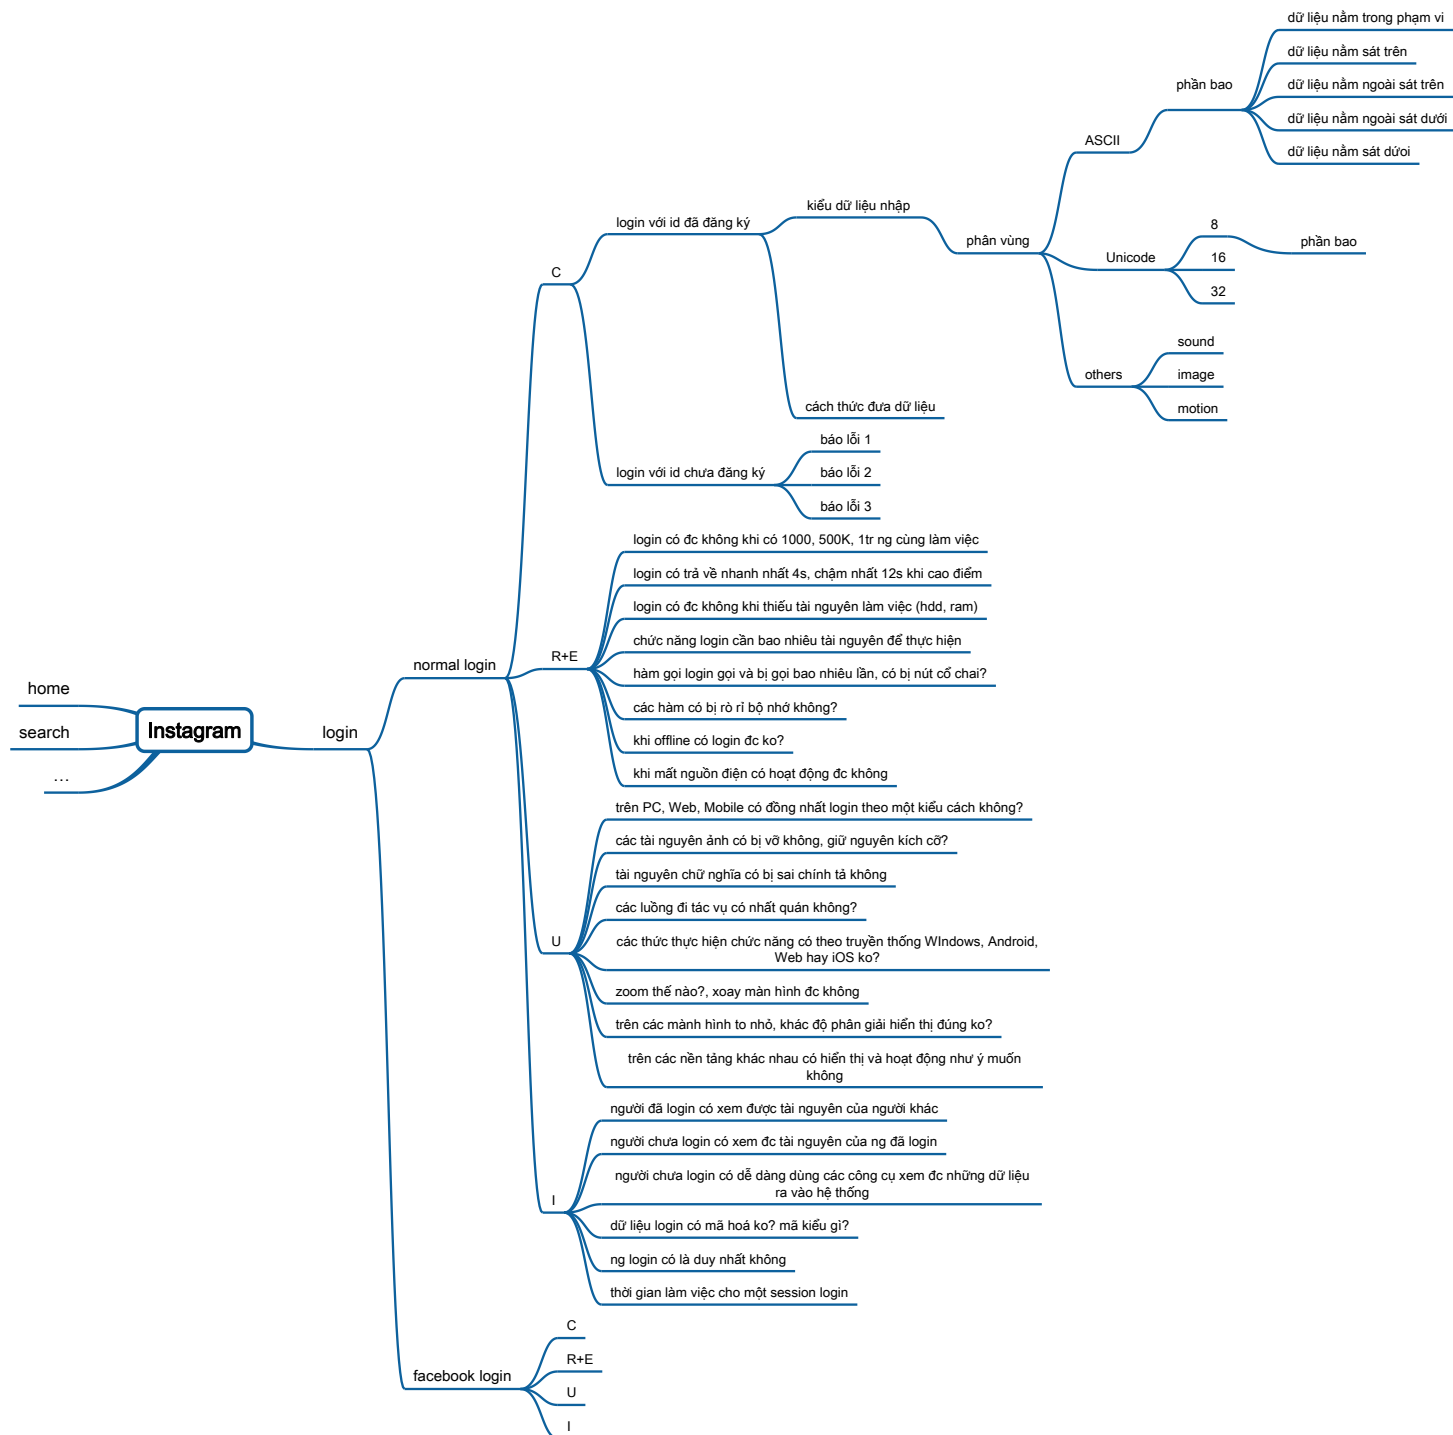 Instagram
home
search
...
login
normal login
C
login với id đã đăng ký
kiểu dữ liệu nhập
phân vùng
ASCII
phần bao
dữ liệu nằm trong phạm vi
dữ liệu nằm sát trên
dữ liệu nằm ngoài sát trên
dữ liệu nằm ngoài sát dưới
dữ liệu nằm sát dứoi
Unicode
8
phần bao
16
32
others
sound
image
motion
cách thức đưa dữ liệu
login với id chưa đăng ký
báo lỗi 1
báo lỗi 2
báo lỗi 3
R+E
login có đc không khi có 1000, 500K, 1tr ng cùng làm việc
login có trả về nhanh nhất 4s, chậm nhất 12s khi cao điểm
login có đc không khi thiếu tài nguyên làm việc (hdd, ram)
chức năng login cần bao nhiêu tài nguyên để thực hiện
hàm gọi login gọi và bị gọi bao nhiêu lần, có bị nút cổ chai?
các hàm có bị rò rỉ bộ nhớ không?
khi offline có login đc ko?
khi mất nguồn điện có hoạt động đc không
U
trên PC, Web, Mobile có đồng nhất login theo một kiểu cách không?
các tài nguyên ảnh có bị vỡ không, giữ nguyên kích cỡ?
tài nguyên chữ nghĩa có bị sai chính tả không
các luồng đi tác vụ có nhất quán không?
các thức thực hiện chức năng có theo truyền thống WIndows, Android,
Web hay iOS ko?
zoom thế nào?, xoay màn hình đc không
trên các mành hình to nhỏ, khác độ phân giải hiển thị đúng ko?
trên các nền tảng khác nhau có hiển thị và hoạt động như ý muốn
không
I
người đã login có xem được tài nguyên của người khác
người chưa login có xem đc tài nguyên của ng đã login
người chưa login có dễ dàng dùng các công cụ xem đc những dữ liệu
ra vào hệ thống
dữ liệu login có mã hoá ko? mã kiểu gì?
ng login có là duy nhất không
thời gian làm việc cho một session login
facebook login
C
R+E
U
I